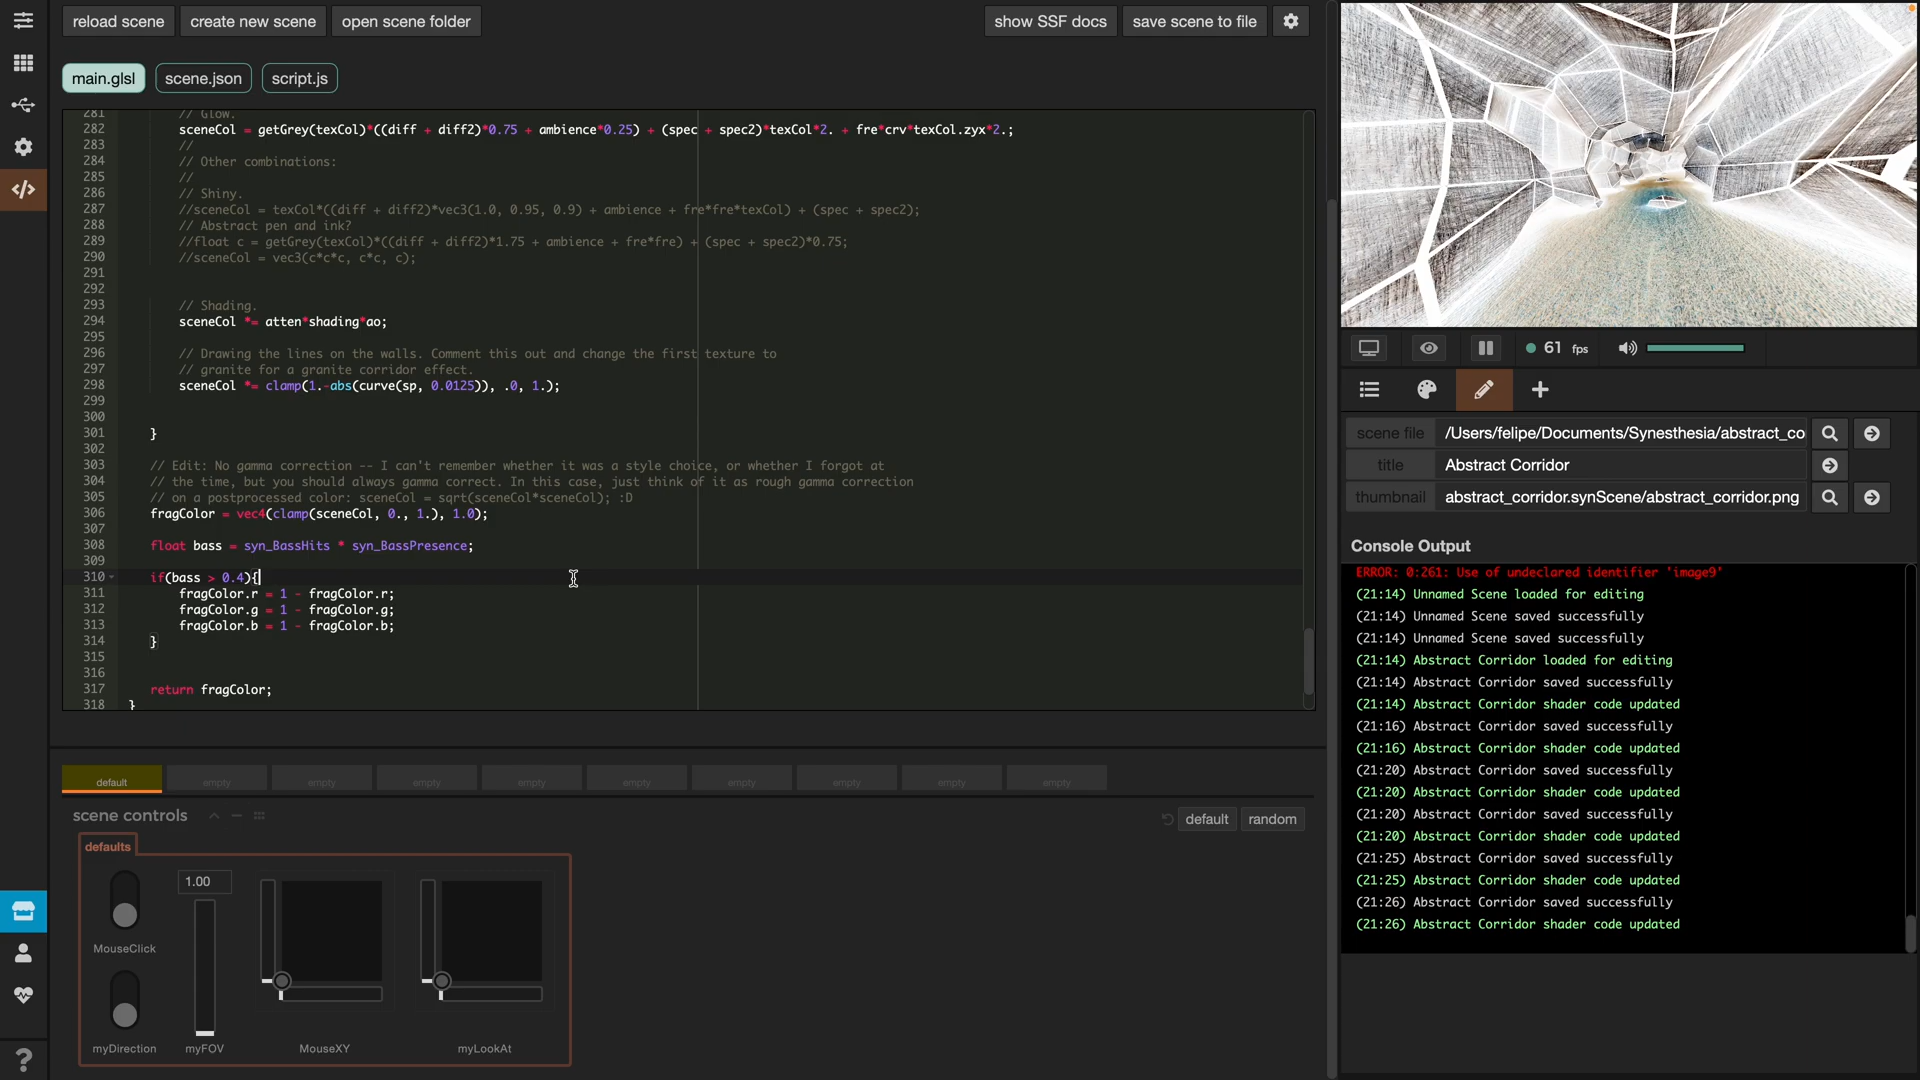 reload scene
create new scene
open scene folder
show SSF docs
save scene to file
main.glsl
scene.json
script.js
281 // Glow.
282 sceneCol = getGrey(texCol)*((diff + diff2)*0.75 + ambience*0.25) + (spec + spec2)*texCol*2. + fre*crv*texCol.zyx*2.;
283 //
284 // Other combinations:
285 //
286 // Shiny.
287 //sceneCol = texCol*((diff + diff2)*vec3(1.0, 0.95, 0.9) + ambience + fre*fre*texCol) + (spec + spec2);
288 // Abstract pen and ink?
289 //float c = getGrey(texCol)*((diff + diff2)*1.75 + ambience + fre*fre) + (spec + spec2)*0.75;
290 //sceneCol = vec3(c*c*c, c*c, c);
291
292
293 // Shading.
294 sceneCol *= atten*shading*ao;
295
296 // Drawing the lines on the walls. Comment this out and change the first texture to
297 // granite for a granite corridor effect.
298 sceneCol *= clamp(1.-abs(curve(sp, 0.0125)), .0, 1.);
299
300
301 }
302
303 // Edit: No gamma correction -- I can't remember whether it was a style choice, or whether I forgot at
304 // the time, but you should always gamma correct. In this case, just think of it as rough gamma correction
305 // on a postprocessed color: sceneCol = sqrt(sceneCol*sceneCol); :D
306 fragColor = vec4(clamp(sceneCol, 0., 1.), 1.0);
307
308 float bass = syn_BassHits * syn_BassPresence;
309
310 if(bass > 0.4){
311 fragColor.r = 1 - fragColor.r;
312 fragColor.g = 1 - fragColor.g;
313 fragColor.b = 1 - fragColor.b;
314 }
315
316
317 return fragColor;
318 }
61 fps
scene file /Users/felipe/Documents/Synesthesia/abstract_co
title Abstract Corridor
thumbnail abstract_corridor.synScene/abstract_corridor.png
Console Output
ERROR: 0:261: Use of undeclared identifier 'image9'
(21:14) Unnamed Scene loaded for editing
(21:14) Unnamed Scene saved successfully
(21:14) Unnamed Scene saved successfully
(21:14) Abstract Corridor loaded for editing
(21:14) Abstract Corridor saved successfully
(21:14) Abstract Corridor shader code updated
(21:16) Abstract Corridor saved successfully
(21:16) Abstract Corridor shader code updated
(21:20) Abstract Corridor saved successfully
(21:20) Abstract Corridor shader code updated
(21:20) Abstract Corridor saved successfully
(21:20) Abstract Corridor shader code updated
(21:25) Abstract Corridor saved successfully
(21:25) Abstract Corridor shader code updated
(21:26) Abstract Corridor saved successfully
(21:26) Abstract Corridor shader code updated
default empty empty empty empty empty empty empty empty empty
scene controls
default
random
defaults
1.00
MouseClick
myDirection
myFOV
MouseXY
myLookAt